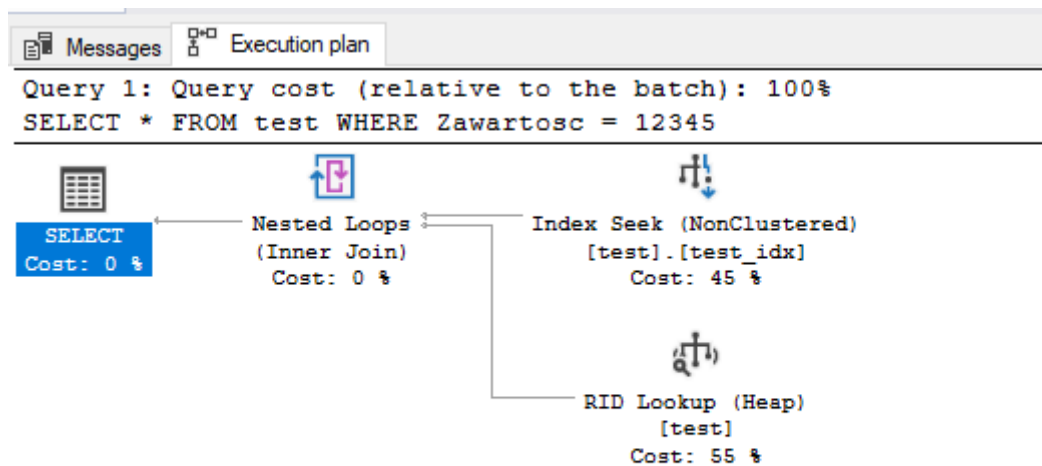 Messages
Execution plan
Query 1: Query cost (relative to the batch): 100%
SELECT * FROM test WHERE Zawartosc = 12345
SELECT
Cost: 0 %
Nested Loops
(Inner Join)
Cost: 0 %
Index Seek (NonClustered)
[test].[test_idx]
Cost: 45 %
RID Lookup (Heap)
[test]
Cost: 55 %